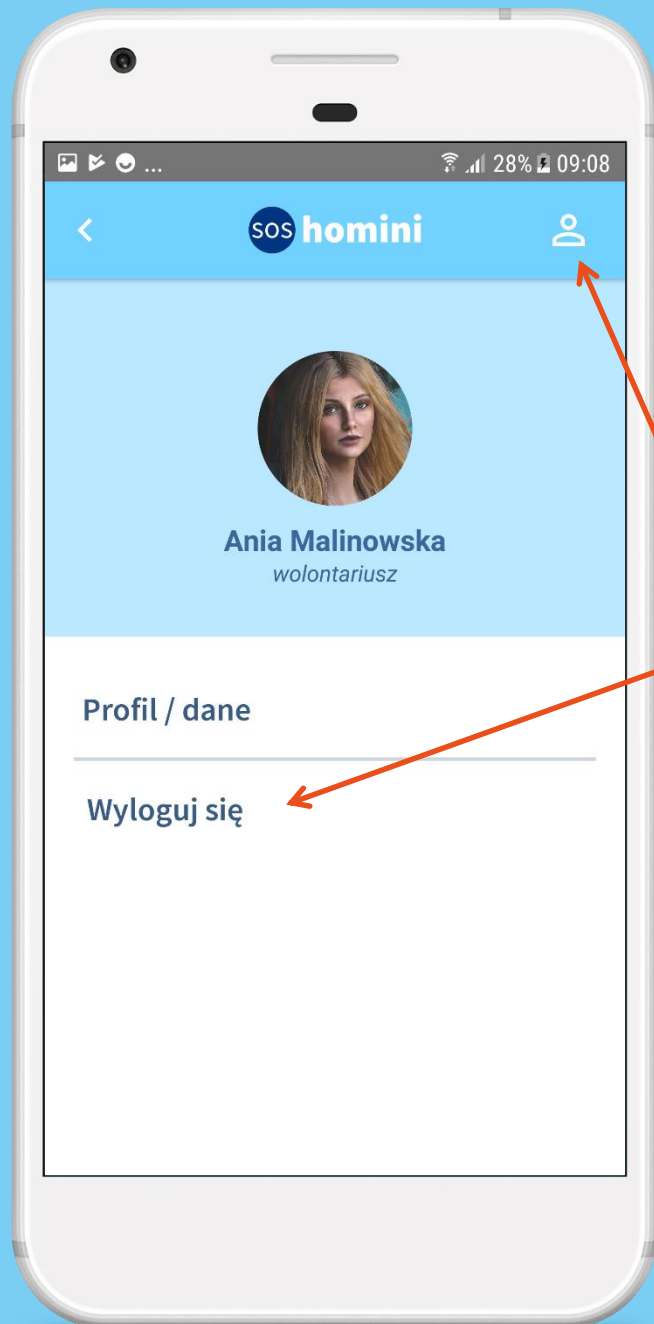 ... 28% 09:08
sos homini
Ania Malinowska
wolontariusz
Profil / dane
Wyloguj się